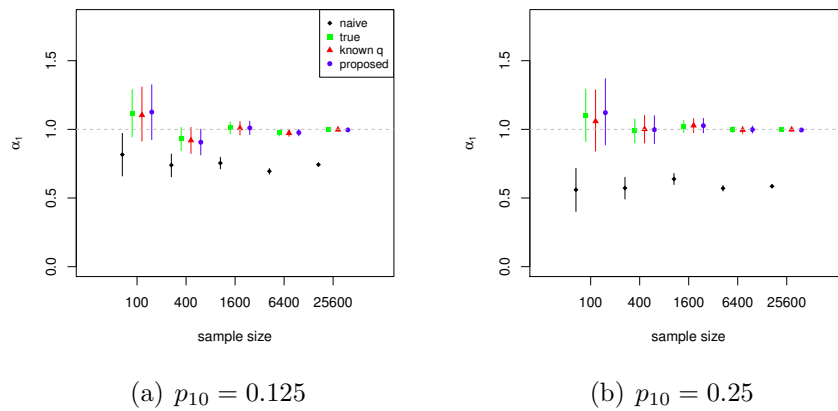 naive
true
known q
proposed
α₁
1.5
1.0
0.5
0.0
100 400 1600 6400 25600
sample size
(a) p₁₀ = 0.125
α₁
1.5
1.0
0.5
0.0
100 400 1600 6400 25600
sample size
(b) p₁₀ = 0.25